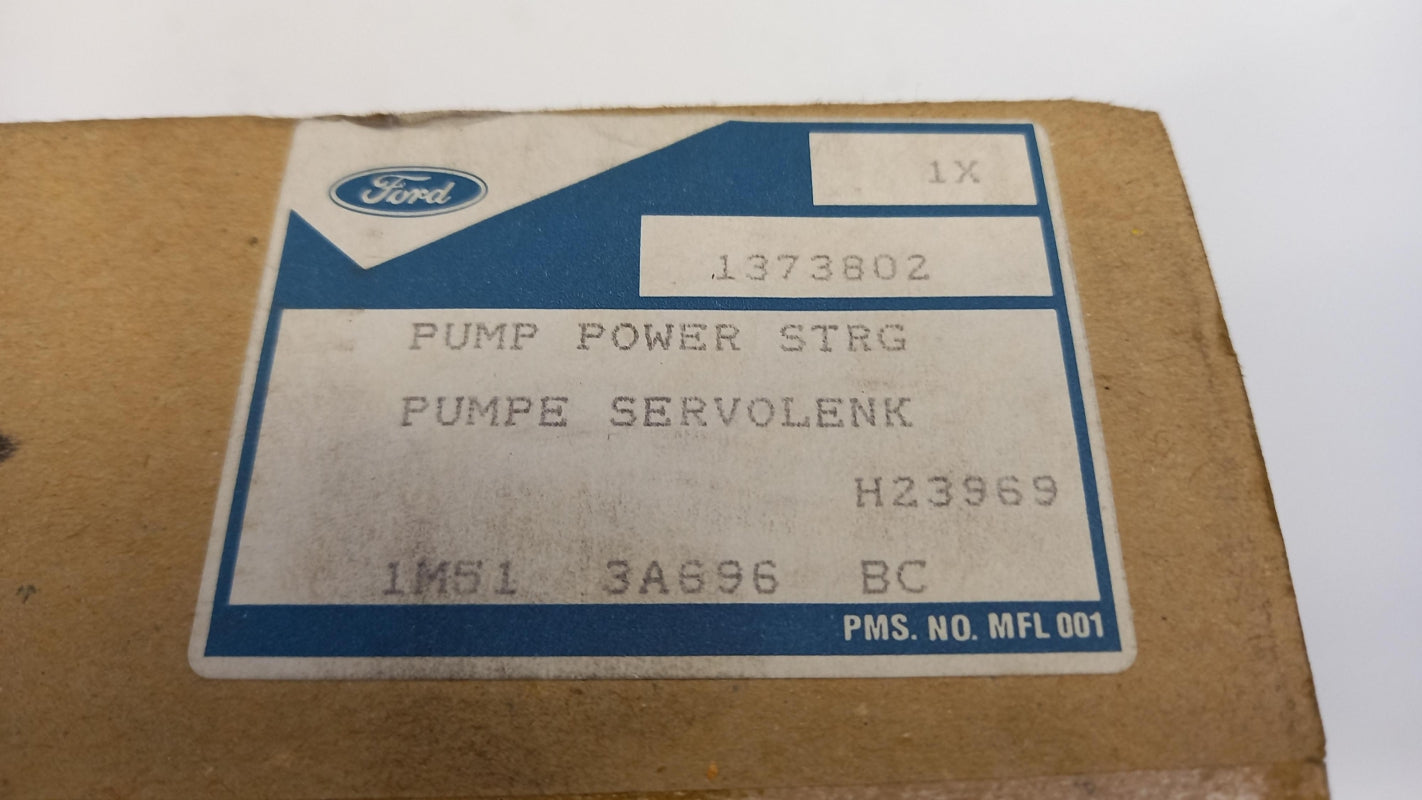 Ford
1X
1373802
PUMP POWER STRG
PUMPE SERVOLENK
H23969
1M51 3A696 BC
PMS. NO. MFL 001